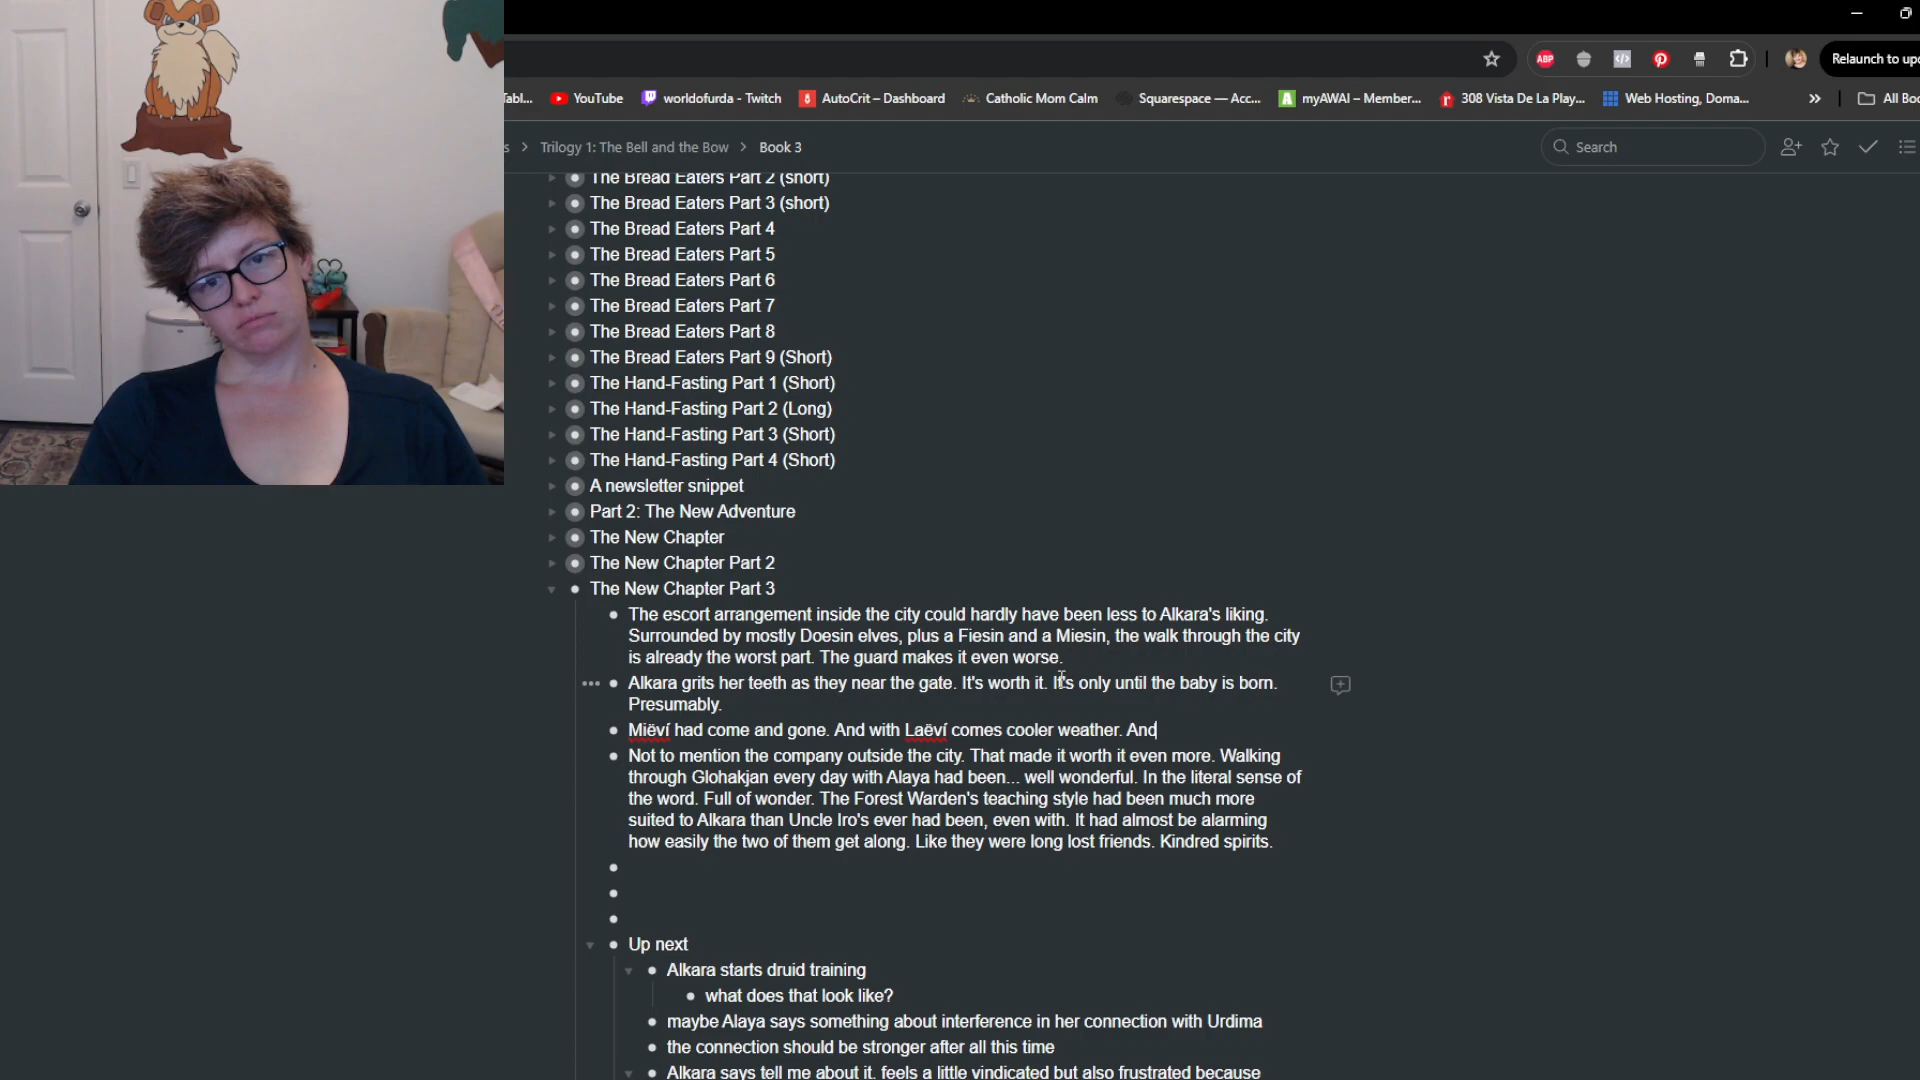 Relaunch to upd
ABP
Tabl...
YouTube
worldofurda - Twitch
AutoCrit – Dashboard
Catholic Mom Calm
Squarespace — Acc...
myAWAI – Member...
308 Vista De La Play...
Web Hosting, Doma...
»
All Boo
s > Trilogy 1: The Bell and the Bow > Book 3
Search
The Bread Eaters Part 2 (short)
The Bread Eaters Part 3 (short)
The Bread Eaters Part 4
The Bread Eaters Part 5
The Bread Eaters Part 6
The Bread Eaters Part 7
The Bread Eaters Part 8
The Bread Eaters Part 9 (Short)
The Hand-Fasting Part 1 (Short)
The Hand-Fasting Part 2 (Long)
The Hand-Fasting Part 3 (Short)
The Hand-Fasting Part 4 (Short)
A newsletter snippet
Part 2: The New Adventure
The New Chapter
The New Chapter Part 2
The New Chapter Part 3
The escort arrangement inside the city could hardly have been less to Alkara's liking.
Surrounded by mostly Doesin elves, plus a Fiesin and a Miesin, the walk through the city
is already the worst part. The guard makes it even worse.
Alkara grits her teeth as they near the gate. It's worth it. It's only until the baby is born.
Presumably.
Miëví had come and gone. And with Laëví comes cooler weather. And
Not to mention the company outside the city. That made it worth it even more. Walking
through Glohakjan every day with Alaya had been... well wonderful. In the literal sense of
the word. Full of wonder. The Forest Warden's teaching style had been much more
suited to Alkara than Uncle Iro's ever had been, even with. It had almost be alarming
how easily the two of them get along. Like they were long lost friends. Kindred spirits.
Up next
Alkara starts druid training
what does that look like?
maybe Alaya says something about interference in her connection with Urdima
the connection should be stronger after all this time
Alkara says tell me about it. feels a little vindicated but also frustrated because